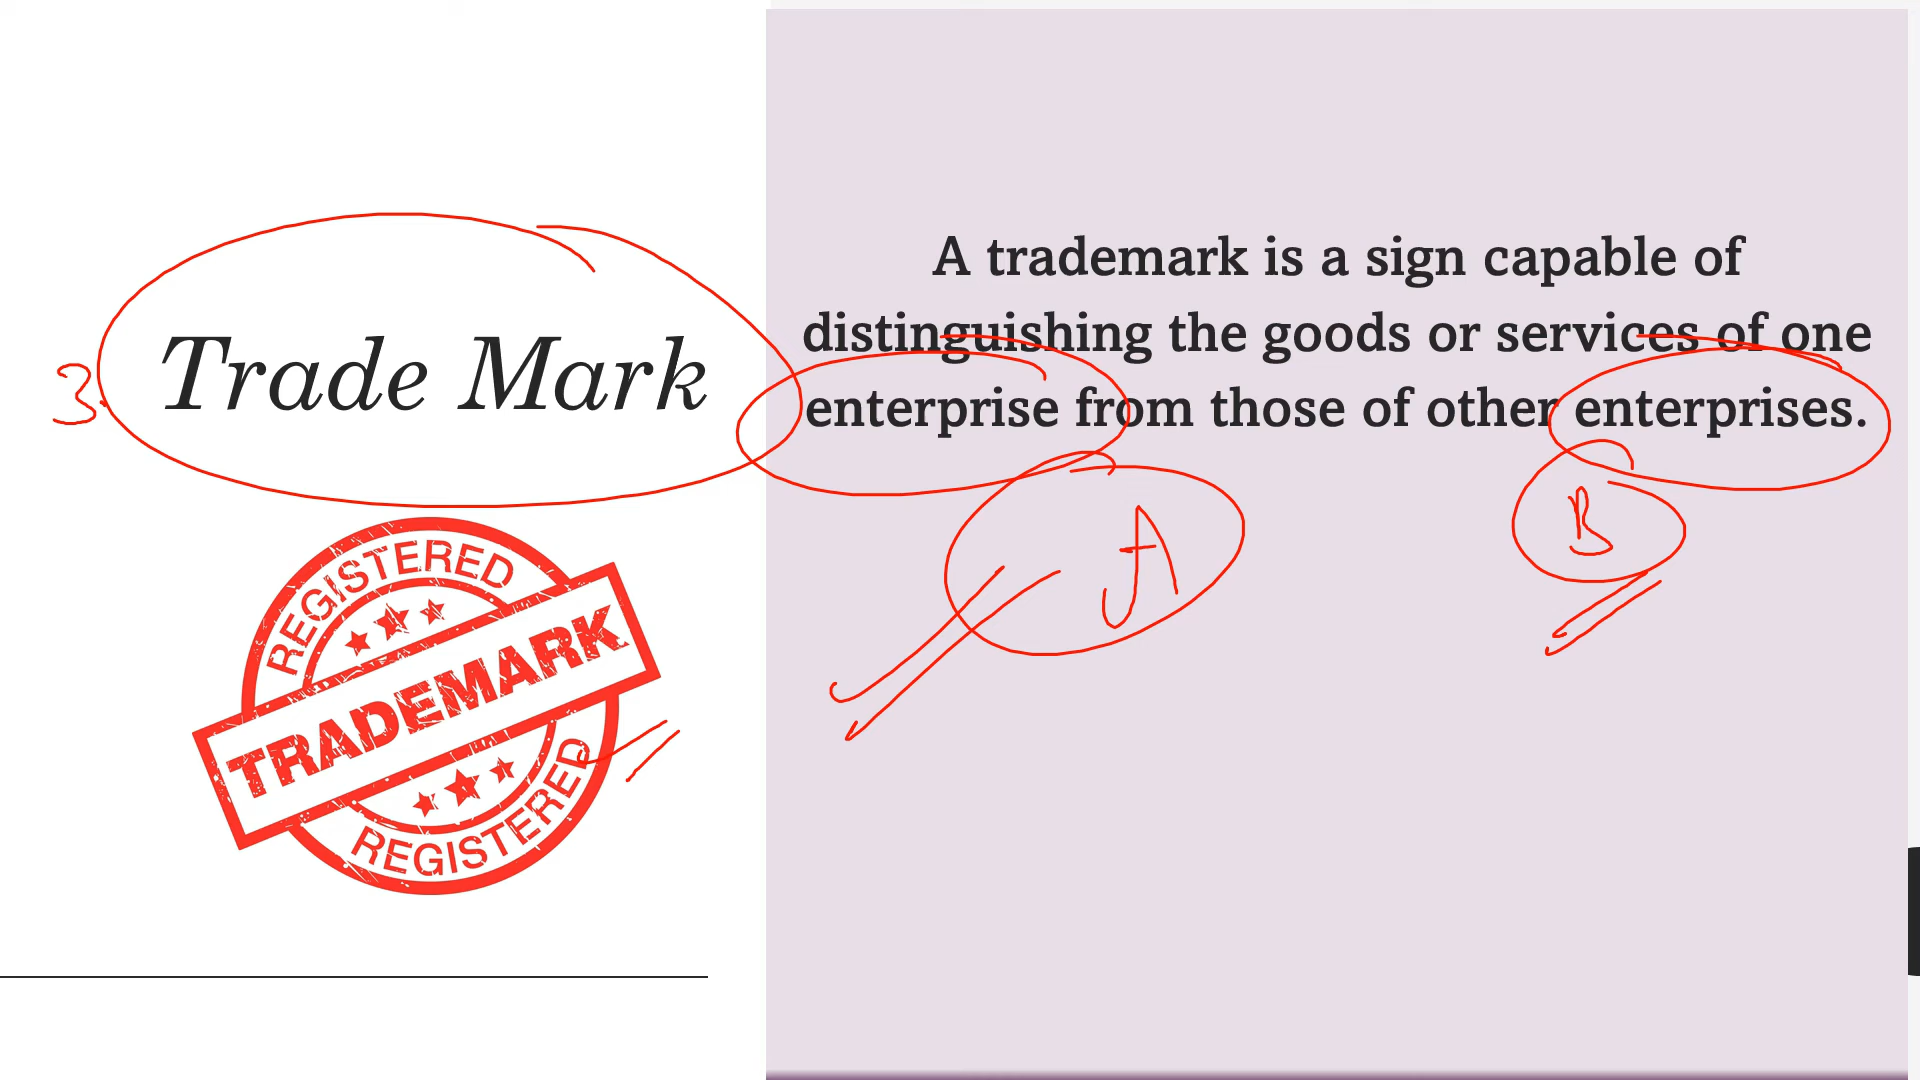 3.
Trade Mark
REGISTERED
TRADEMARK
REGISTERED
A trademark is a sign capable of
distinguishing the goods or services of one
enterprise from those of other enterprises.
A
B